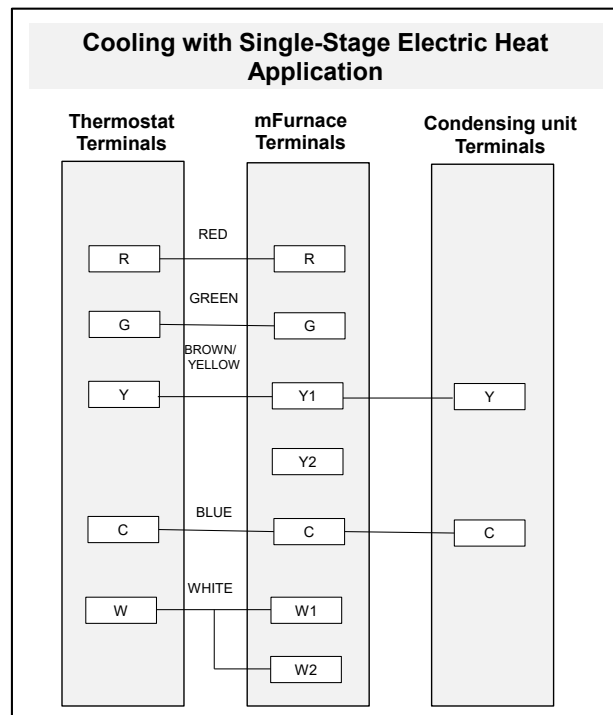 Cooling with Single-Stage Electric Heat
Application
Thermostat
Terminals
mFurnace
Terminals
Condensing unit
Terminals
RED
R
R
GREEN
G
G
BROWN/
YELLOW
Y
Y1
Y
Y2
BLUE
C
C
C
WHITE
W
W1
W2